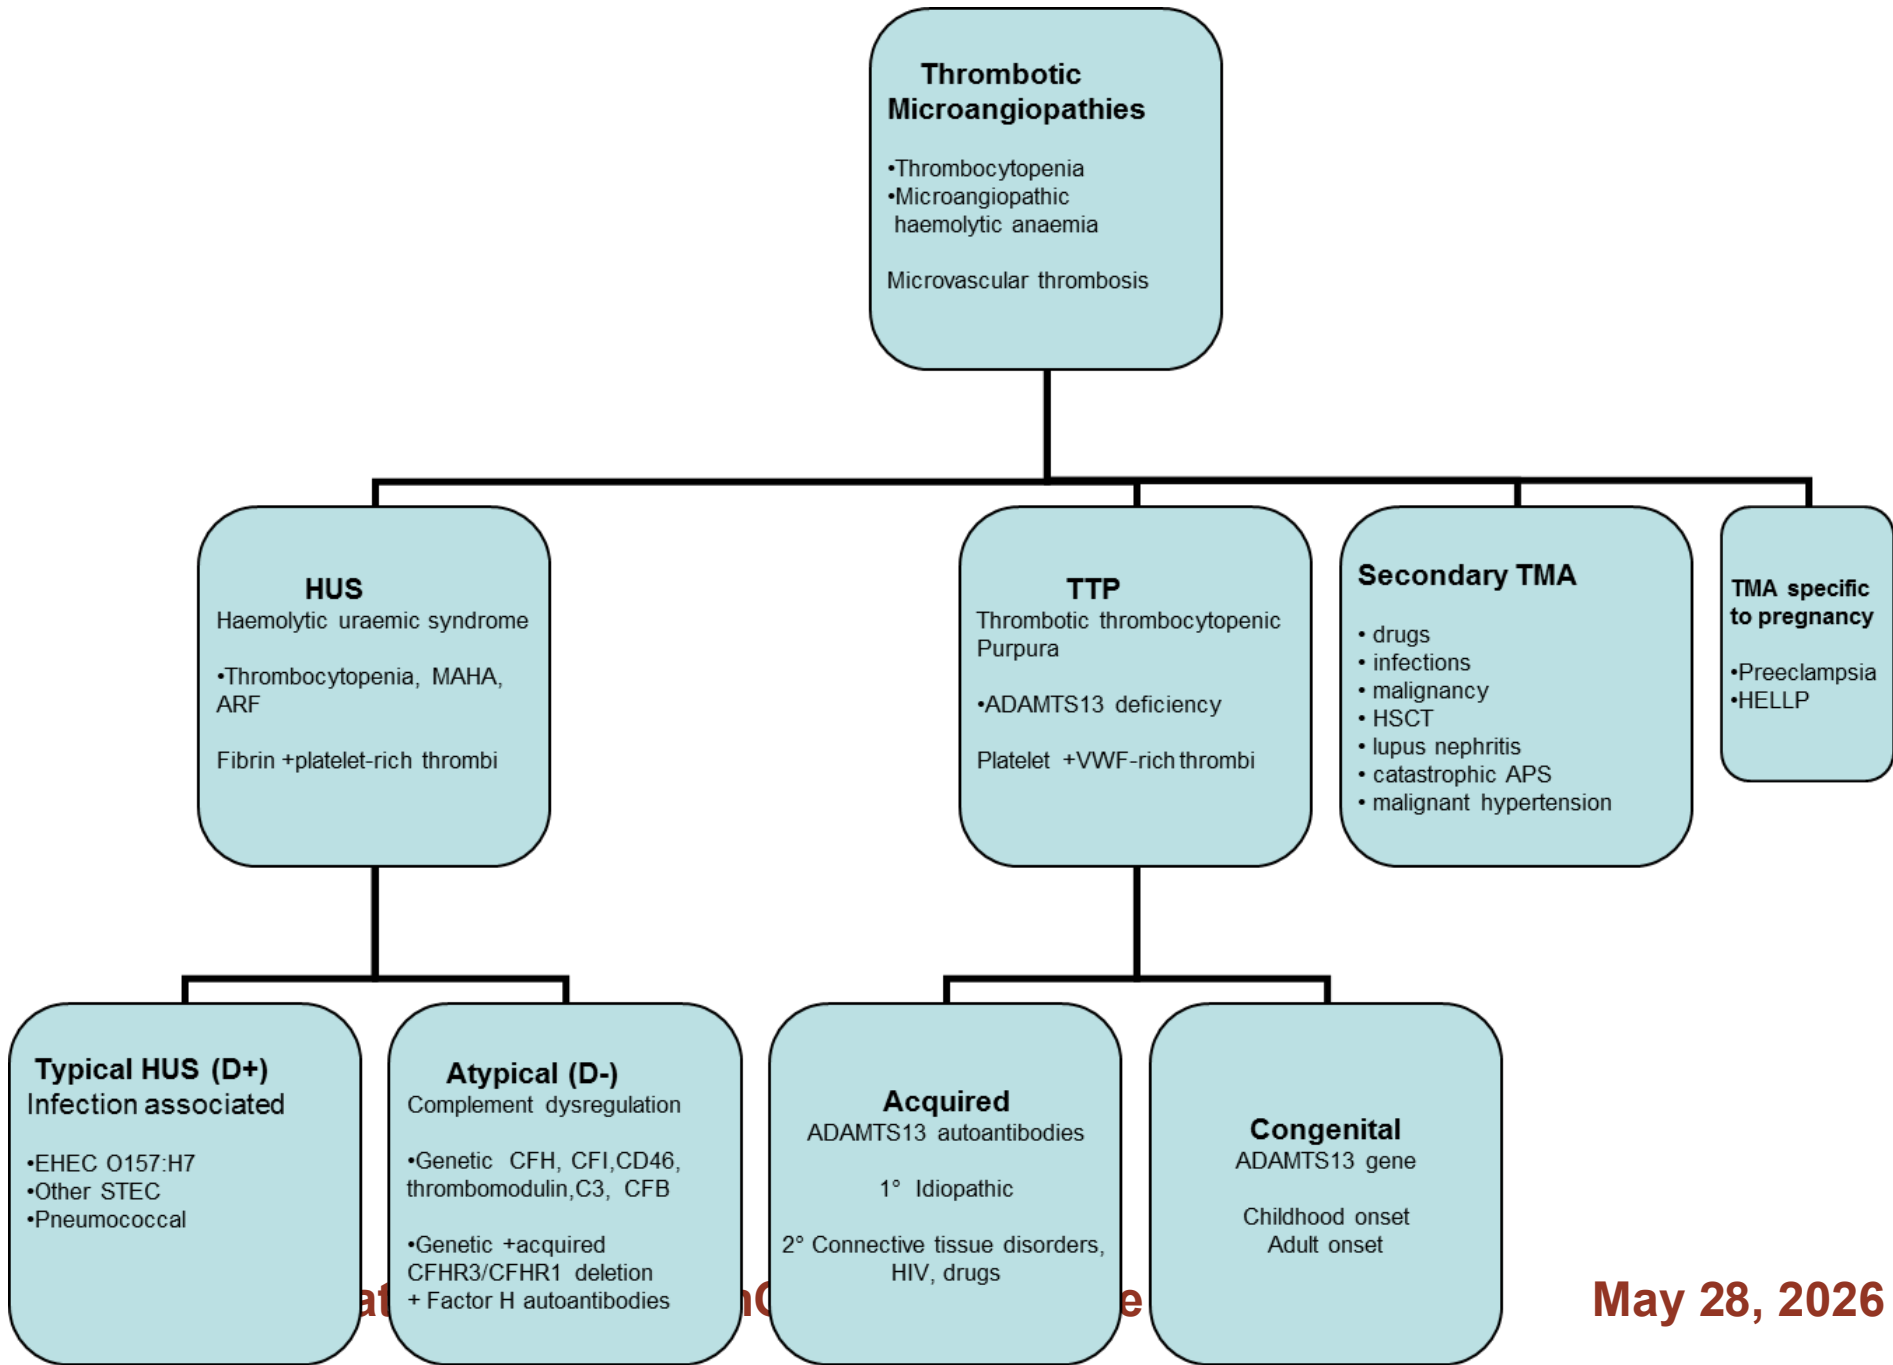 Thrombotic
Microangiopathies
•Thrombocytopenia
•Microangiopathic
haemolytic anaemia
Microvascular thrombosis
HUS
Haemolytic uraemic syndrome
•Thrombocytopenia, MAHA,
ARF
Fibrin +platelet-rich thrombi
TTP
Thrombotic thrombocytopenic
Purpura
•ADAMTS13 deficiency
Platelet +VWF-rich thrombi
Secondary TMA
• drugs
• infections
• malignancy
• HSCT
• lupus nephritis
• catastrophic APS
• malignant hypertension
TMA specific
to pregnancy
•Preeclampsia
•HELLP
Typical HUS (D+)
Infection associated
•EHEC O157:H7
•Other STEC
•Pneumococcal
Atypical (D-)
Complement dysregulation
•Genetic CFH, CFI,CD46,
thrombomodulin,C3, CFB
•Genetic +acquired
CFHR3/CFHR1 deletion
+ Factor H autoantibodies
Acquired
ADAMTS13 autoantibodies
1° Idiopathic
2° Connective tissue disorders,
HIV, drugs
Congenital
ADAMTS13 gene
Childhood onset
Adult onset
May 28, 2026